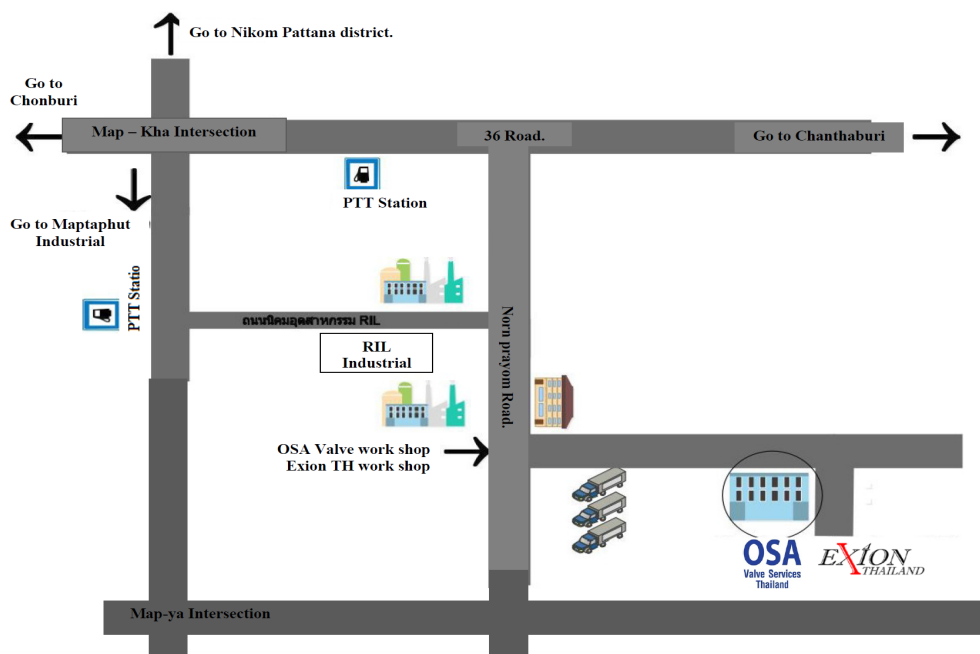 Go to Nikom Pattana district.
Go to
Chonburi
Map – Kha Intersection
36 Road.
Go to Chanthaburi
PTT Station
Go to Maptaphut
Industrial
PTT Statio
ถนนนิคมอุตสาหกรรม RIL
RIL
Industrial
Norn prayom Road.
OSA Valve work shop
Exion TH work shop
OSA
Valve Services
Thailand
EXION
THAILAND
Map-ya Intersection